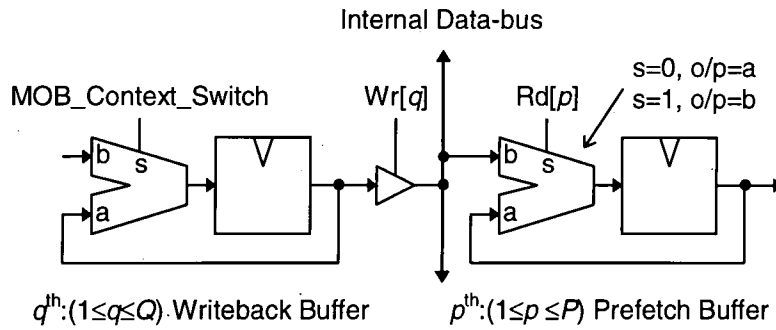 Internal Data-bus
s=0, o/p=a
MOB_Context_Switch Wr[q] Rd[p] s=1, o/p=b
b s b s
a a
q^th:(1≤q≤Q) Writeback Buffer p^th:(1≤p≤P) Prefetch Buffer